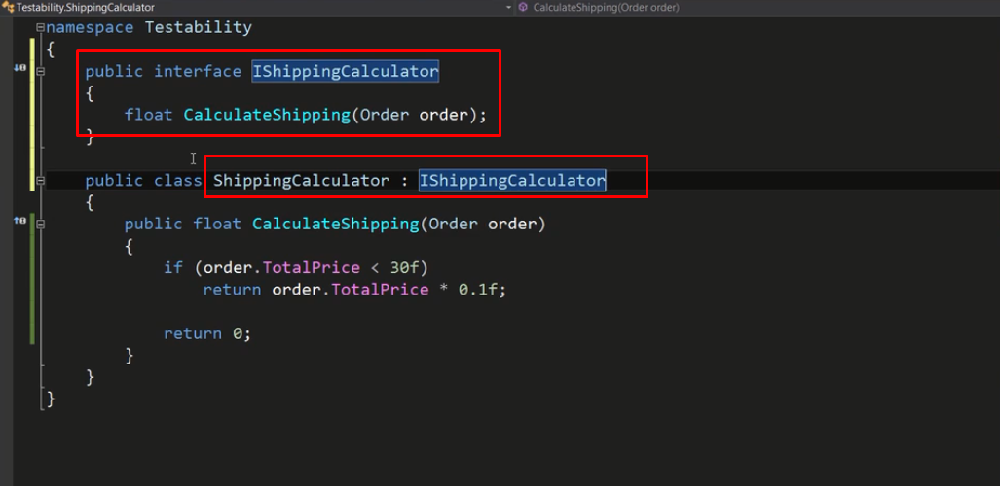 Testability.ShippingCalculator CalculateShipping(Order order)
namespace Testability
{
public interface IShippingCalculator
{
float CalculateShipping(Order order);
}
public class ShippingCalculator : IShippingCalculator
{
public float CalculateShipping(Order order)
{
if (order.TotalPrice < 30f)
return order.TotalPrice * 0.1f;
return 0;
}
}
}